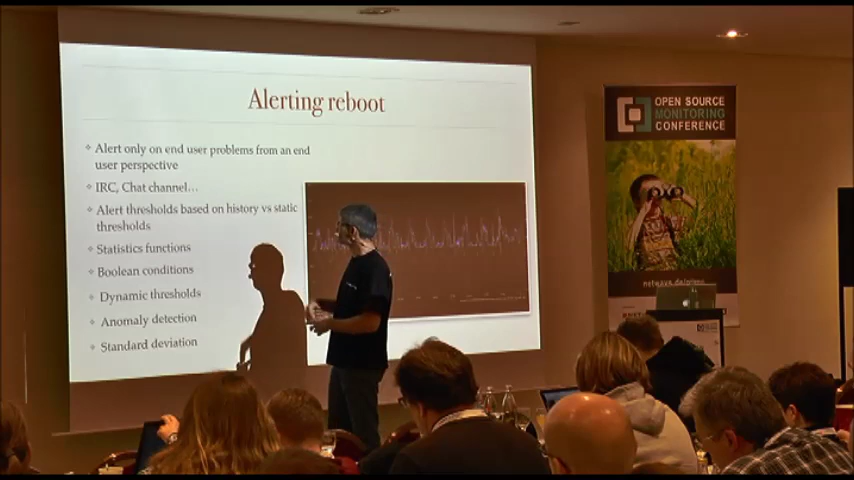 Alerting reboot
Alert only on end user problems from an end
user perspective
IRC, Chat channel...
Alert thresholds based on history vs static
thresholds
Statistics functions
Boolean conditions
Dynamic thresholds
Anomaly detection
Standard deviation
OPEN SOURCE
MONITORING
CONFERENCE